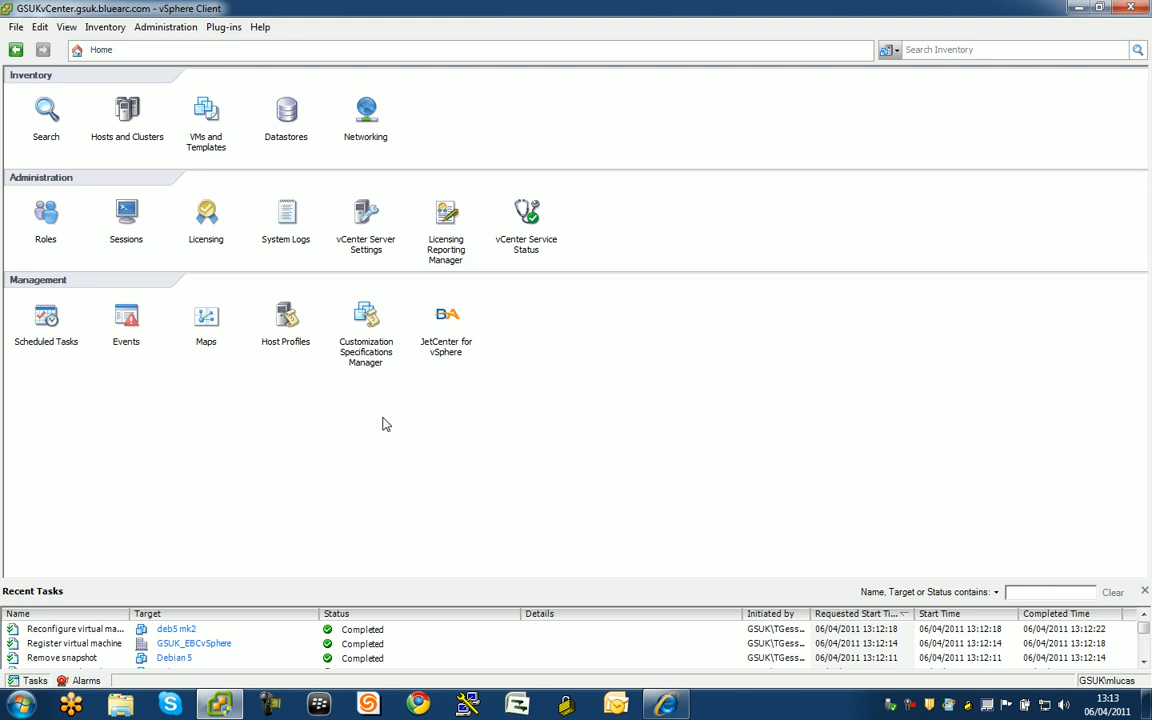 GSUKvCenter.gsuk.bluearc.com - vSphere Client
File Edit View Inventory Administration Plug-ins Help
Home
Search Inventory
Inventory
Search
Hosts and Clusters
VMs and
Templates
Datastores
Networking
Administration
Roles
Sessions
Licensing
System Logs
vCenter Server
Settings
Licensing
Reporting
Manager
vCenter Service
Status
Management
Scheduled Tasks
Events
Maps
Host Profiles
Customization
Specifications
Manager
BA
JetCenter for
vSphere
Recent Tasks
Name, Target or Status contains:
Clear
Name Target Status Details Initiated by Requested Start Ti... Start Time Completed Time
Reconfigure virtual ma... deb5 mk2 Completed GSUK\TGess... 06/04/2011 13:12:18 06/04/2011 13:12:18 06/04/2011 13:12:22
Register virtual machine GSUK_EBCvSphere Completed GSUK\TGess... 06/04/2011 13:12:14 06/04/2011 13:12:14 06/04/2011 13:12:18
Remove snapshot Debian 5 Completed GSUK\TGess... 06/04/2011 13:12:11 06/04/2011 13:12:11 06/04/2011 13:12:14
Tasks Alarms GSUK\mlucas
13:13
06/04/2011